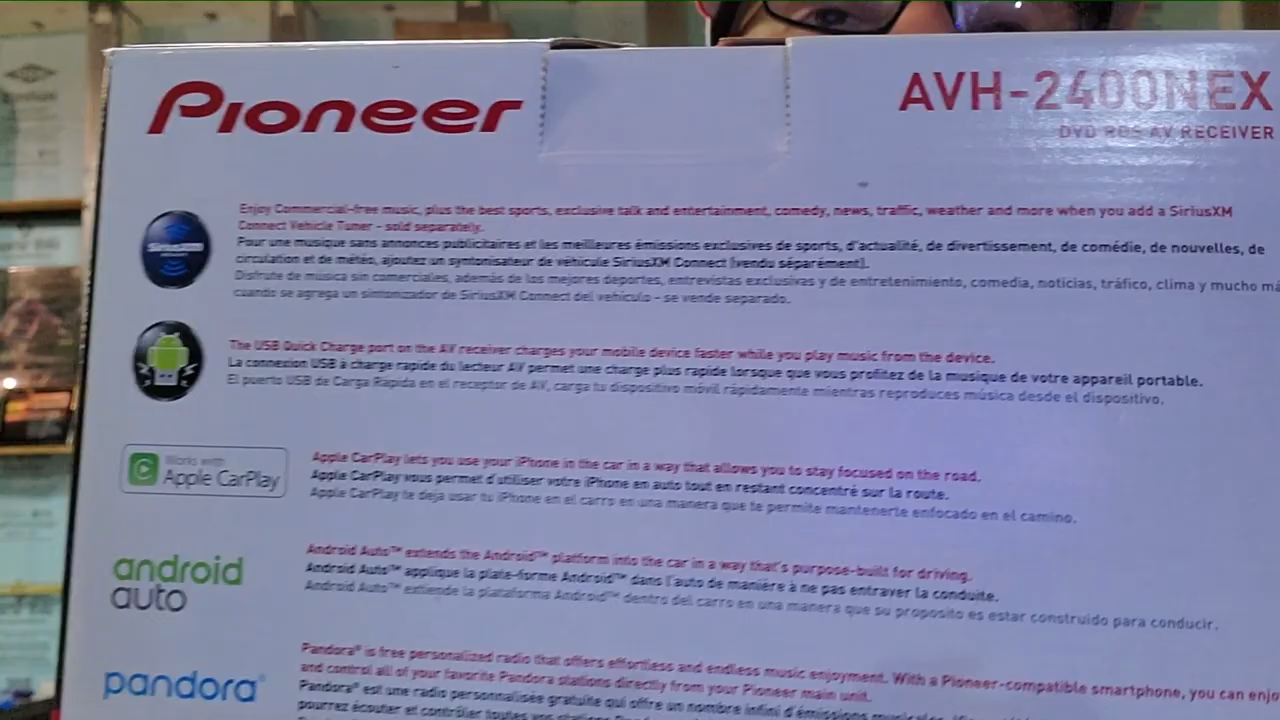 Pioneer
AVH-2400NEX
DVD RDS AV RECEIVER
Enjoy Commercial-free music, plus the best sports, exclusive talk and entertainment, comedy, news, traffic, weather and more when you add a SiriusXM
Connect Vehicle Tuner - sold separately.
Pour une musique sans annonces publicitaires et les meilleures émissions exclusives de sports, d'actualité, de divertissement, de comédie, de nouvelles, de
circulation et de météo, ajoutez un syntonisateur de véhicule SiriusXM Connect (vendu séparément).
Disfrute de música sin comerciales, además de los mejores deportes, entrevistas exclusivas y de entretenimiento, comedia, noticias, tráfico, clima y mucho má
cuando se agrega un sintonizador de SiriusXM Connect del vehículo - se vende separado.
The USB Quick Charge port on the AV receiver charges your mobile device faster while you play music from the device.
La connexion USB à charge rapide du lecteur AV permet une charge plus rapide lorsque que vous profitez de la musique de votre appareil portable.
El puerto USB de Carga Rápida en el receptor de AV, carga tu dispositivo móvil rápidamente mientras reproduces música desde el dispositivo.
Works with
Apple CarPlay
Apple CarPlay lets you use your iPhone in the car in a way that allows you to stay focused on the road.
Apple CarPlay vous permet d'utiliser votre iPhone en auto tout en restant concentré sur la route.
Apple CarPlay te deja usar tu iPhone en el carro en una manera que te permite mantenerte enfocado en el camino.
android
auto
Android Auto™ extends the Android™ platform into the car in a way that's purpose-built for driving.
Android Auto™ applique la plate-forme Android™ dans l'auto de manière à ne pas entraver la conduite.
Android Auto™ extiende la plataforma Android™ dentro del carro en una manera que su proposito es estar construido para conducir.
pandora®
Pandora® is free personalized radio that offers effortless and endless music enjoyment. With a Pioneer-compatible smartphone, you can enjo
and control all of your favorite Pandora stations directly from your Pioneer main unit.
Pandora® est une radio personnalisée gratuite qui offre un nombre infini d'émissions musicales.
pourrez écouter et contrôler toutes vos stations